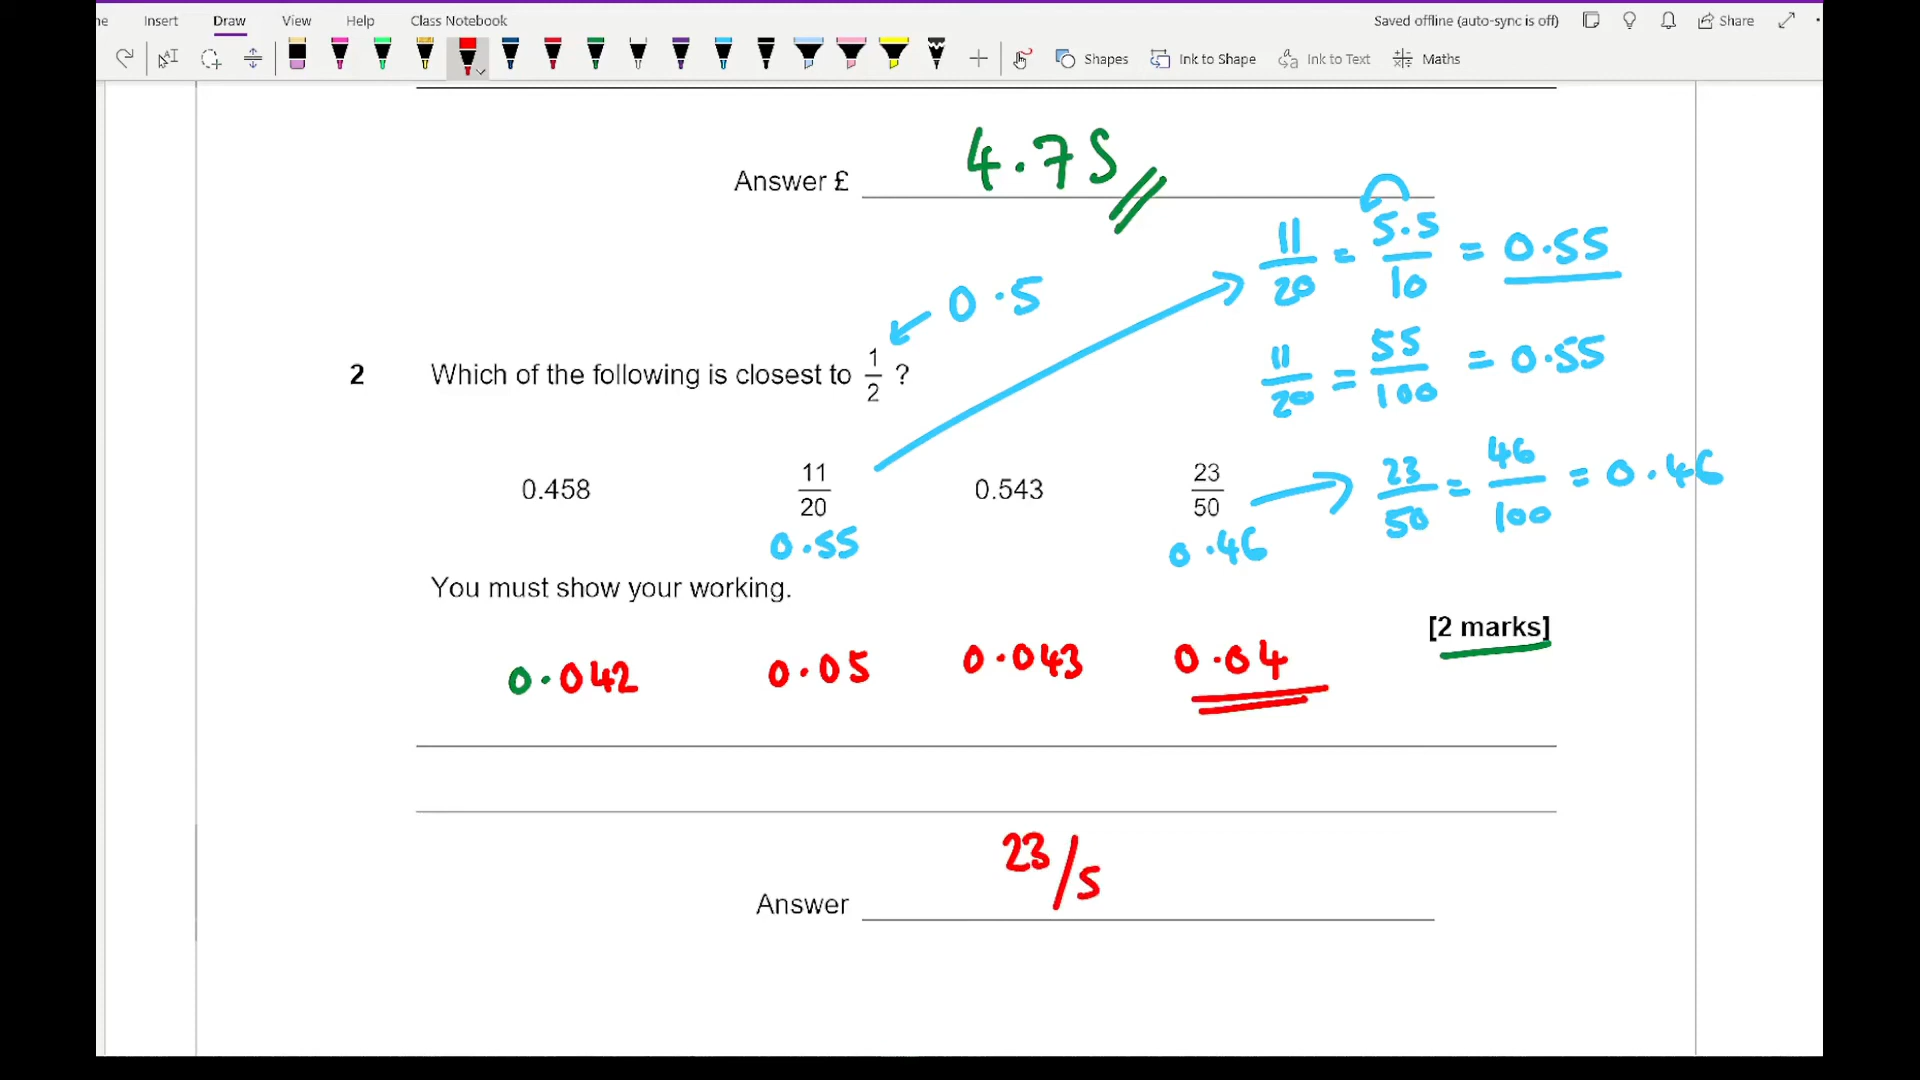 ne Insert Draw View Help Class Notebook Saved offline (auto-sync is off) Share
Shapes Ink to Shape Ink to Text Maths
Answer £ 4.75
11/20 = 5.5/10 = 0.55
0.5
2 Which of the following is closest to 1/2 ?
11/20 = 55/100 = 0.55
0.458 11/20 0.543 23/50
23/50 = 46/100 = 0.46
0.55 0.46
You must show your working.
[2 marks]
0.042 0.05 0.043 0.04
Answer 23/5